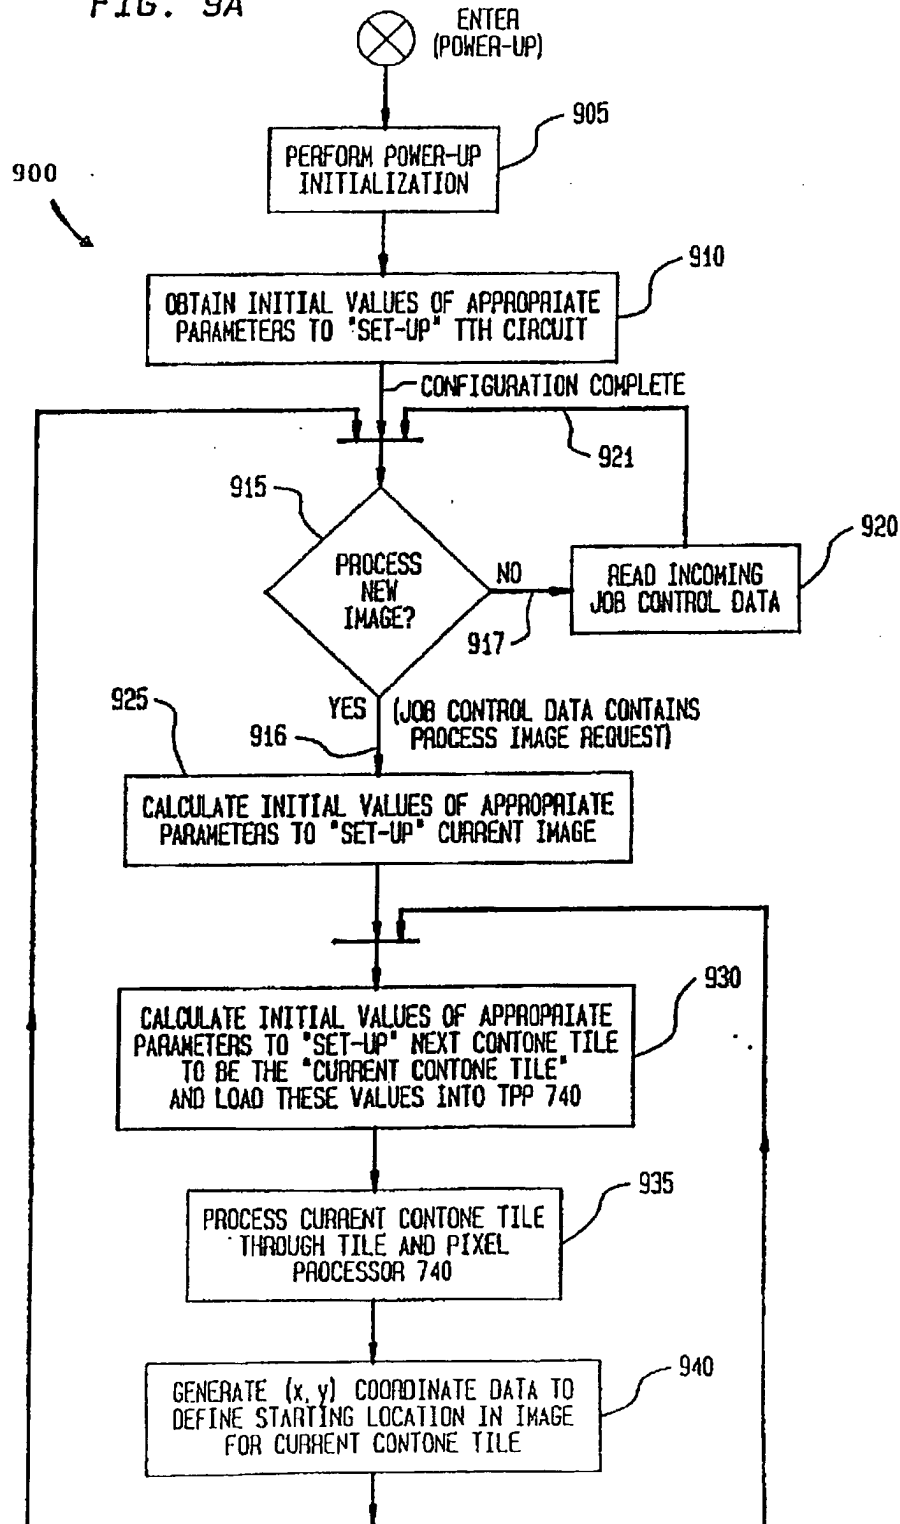 FIG. 9A
ENTER
(POWER-UP)
905
PERFORM POWER-UP
INITIALIZATION
900
910
OBTAIN INITIAL VALUES OF APPROPRIATE
PARAMETERS TO "SET-UP" TTH CIRCUIT
CONFIGURATION COMPLETE
921
915
PROCESS
NEW
IMAGE?
NO
917
920
READ INCOMING
JOB CONTROL DATA
925
YES
(JOB CONTROL DATA CONTAINS
PROCESS IMAGE REQUEST)
916
CALCULATE INITIAL VALUES OF APPROPRIATE
PARAMETERS TO "SET-UP" CURRENT IMAGE
930
CALCULATE INITIAL VALUES OF APPROPRIATE
PARAMETERS TO "SET-UP" NEXT CONTONE TILE
TO BE THE "CURRENT CONTONE TILE"
AND LOAD THESE VALUES INTO TPP 740
935
PROCESS CURRENT CONTONE TILE
THROUGH TILE AND PIXEL
PROCESSOR 740
940
GENERATE (x, y) COORDINATE DATA TO
DEFINE STARTING LOCATION IN IMAGE
FOR CURRENT CONTONE TILE